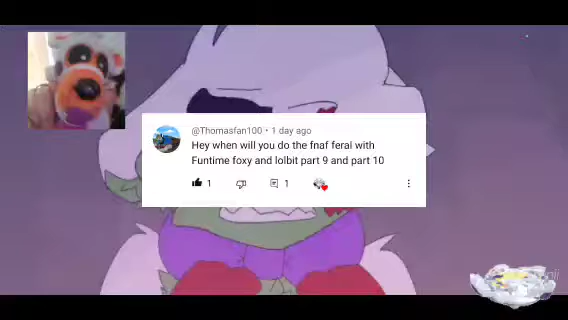 @Thomasfan100 • 1 day ago
Hey when will you do the fnaf feral with
Funtime foxy and lolbit part 9 and part 10
1
1